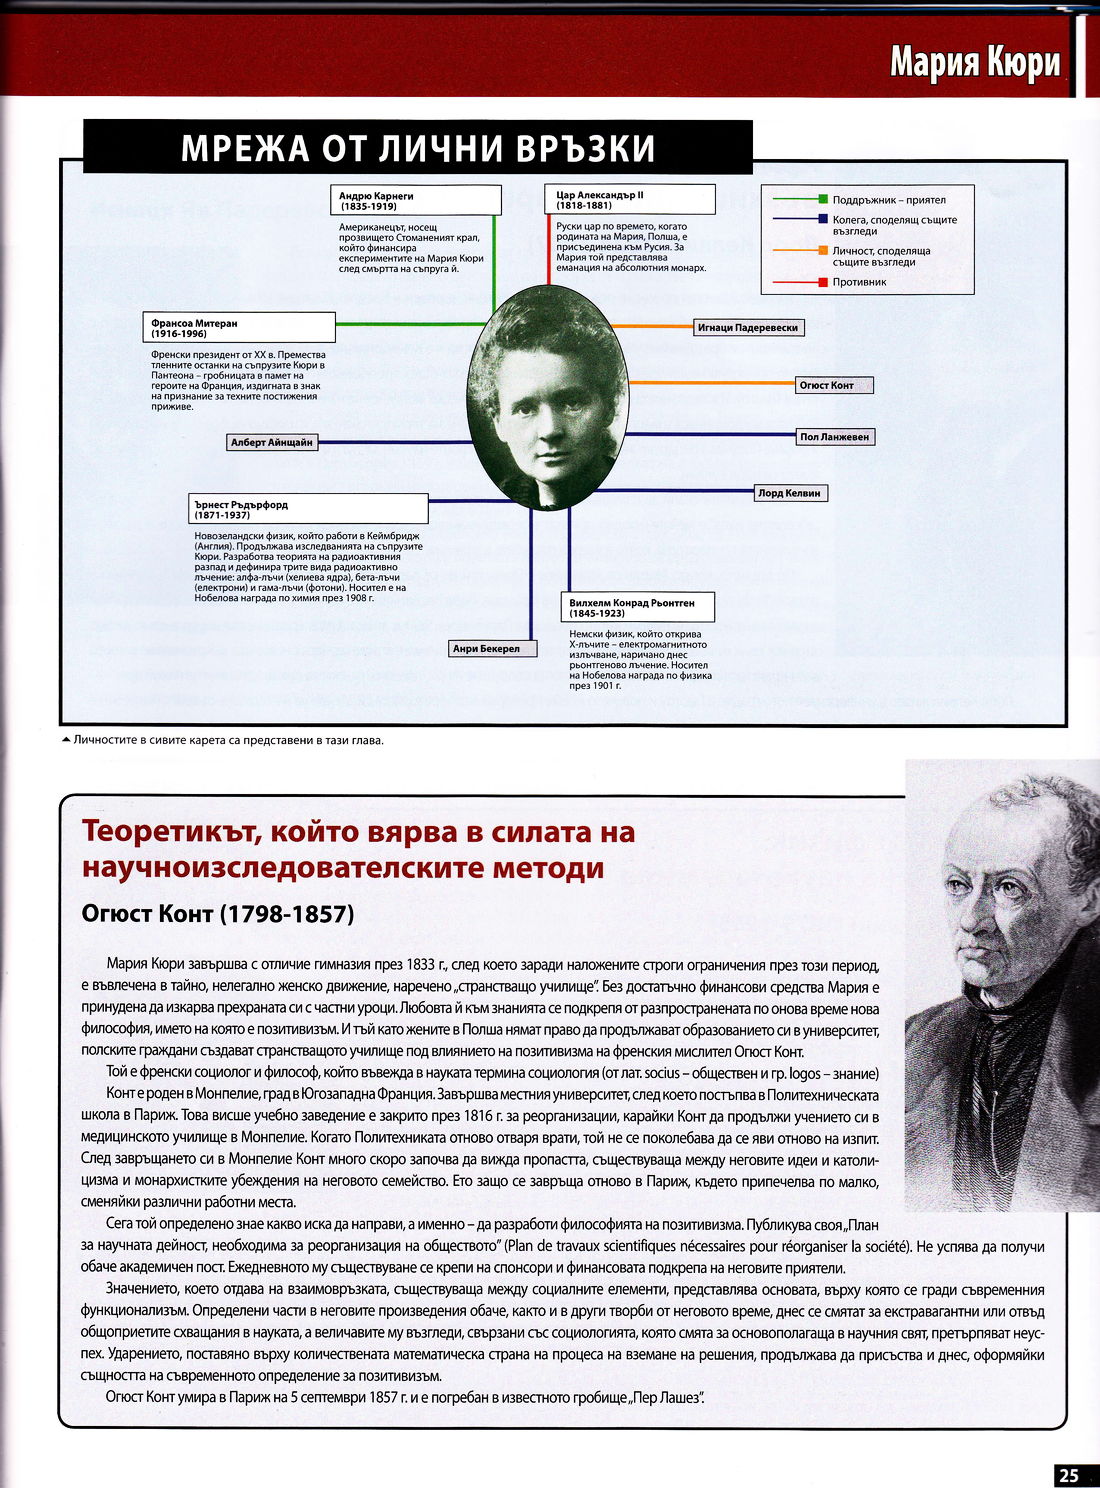 Мария Кюри
МРЕЖА ОТ ЛИЧНИ ВРЪЗКИ
Андрю Карнеги
(1835-1919)
Американецът, носещ
прозвището Стоманеният крал,
който финансира
експериментите на Мария Кюри
след смъртта на съпруга й.
Цар Александър II
(1818-1881)
Руски цар по времето, когато
родината на Мария, Полша, е
присъединена към Русия. За
Мария той представлява
еманация на абсолютния монарх.
Поддръжник – приятел
Колега, споделящ същите
възгледи
Личност, споделяща
същите възгледи
Противник
Франсоа Митеран
(1916-1996)
Френски президент от XX в. Премества
тленните останки на съпрузите Кюри в
Пантеона – гробницата в памет на
героите на Франция, издигната в знак
на признание за техните постижения
приживе.
Игнаци Падеревски
Огюст Конт
Алберт Айнщайн
Пол Ланжевен
Лорд Келвин
Ърнест Ръдърфорд
(1871-1937)
Новозеландски физик, който работи в Кеймбридж
(Англия). Продължава изследванията на съпрузите
Кюри. Разработва теорията на радиоактивния
разпад и дефинира трите вида радиоактивно
лъчение: алфа-лъчи (хелиева ядра), бета-лъчи
(електрони) и гама-лъчи (фотони). Носител е на
Нобелова награда по химия през 1908 г.
Вилхелм Конрад Рьонтген
(1845-1923)
Немски физик, който открива
Х-лъчите – електромагнитното
излъчване, наричано днес
рьонтгеново лъчение. Носител
на Нобелова награда по физика
през 1901 г.
Анри Бекерел
Личностите в сивите карета са представени в тази глава.
Теоретикът, който вярва в силата на
научноизследователските методи
Огюст Конт (1798-1857)
Мария Кюри завършва с отличие гимназия през 1833 г., след което заради наложените строги ограничения през този период,
е въвлечена в тайно, нелегално женско движение, наречено „странстващо училище“. Без достатъчно финансови средства Мария е
принудена да изкарва прехраната си с частни уроци. Любовта й към знанията се подкрепя от разпространената по онова време нова
философия, името на която е позитивизъм. И тъй като жените в Полша нямат право да продължават образованието си в университет,
полските граждани създават странстващото училище под влиянието на позитивизма на френския мислител Огюст Конт.
Той е френски социолог и философ, който въвежда в науката термина социология (от лат. socius – обществен и гр. logos – знание)
Конт е роден в Монпелие, град в Югозападна Франция. Завършва местния университет, след което постъпва в Политехническата
школа в Париж. Това висше учебно заведение е закрито през 1816 г. за реорганизации, карайки Конт да продължи учението си в
медицинското училище в Монпелие. Когато Политехниката отново отваря врати, той не се поколебава да се яви отново на изпит.
След завръщането си в Монпелие Конт много скоро започва да вижда пропастта, съществуваща между неговите идеи и католи-
цизма и монархистките убеждения на неговото семейство. Ето защо се завръща отново в Париж, където припечелва по малко,
сменяйки различни работни места.
Сега той определено знае какво иска да направи, а именно – да разработи философията на позитивизма. Публикува своя „План
за научната дейност, необходима за реорганизация на обществото“ (Plan de travaux scientifiques nécessaires pour réorganiser la société). Не успява да получи
обаче академичен пост. Ежедневното му съществуване се крепи на спонсори и финансовата подкрепа на неговите приятели.
Значението, което отдава на взаимовръзката, съществуваща между социалните елементи, представлява основата, върху която се гради съвременния
функционализъм. Определени части в неговите произведения обаче, както и в други творби от неговото време, днес се смятат за екстравагантни или отвъд
общоприетите схващания в науката, а величавите му възгледи, свързани със социологията, която смята за основополагаща в научния свят, претърпяват неус-
пех. Ударението, поставяно върху количествената математическа страна на процеса на вземане на решения, продължава да присъства и днес, оформяйки
същността на съвременното определение за позитивизъм.
Огюст Конт умира в Париж на 5 септември 1857 г. и е погребан в известното гробище „Пер Лашез“.
25